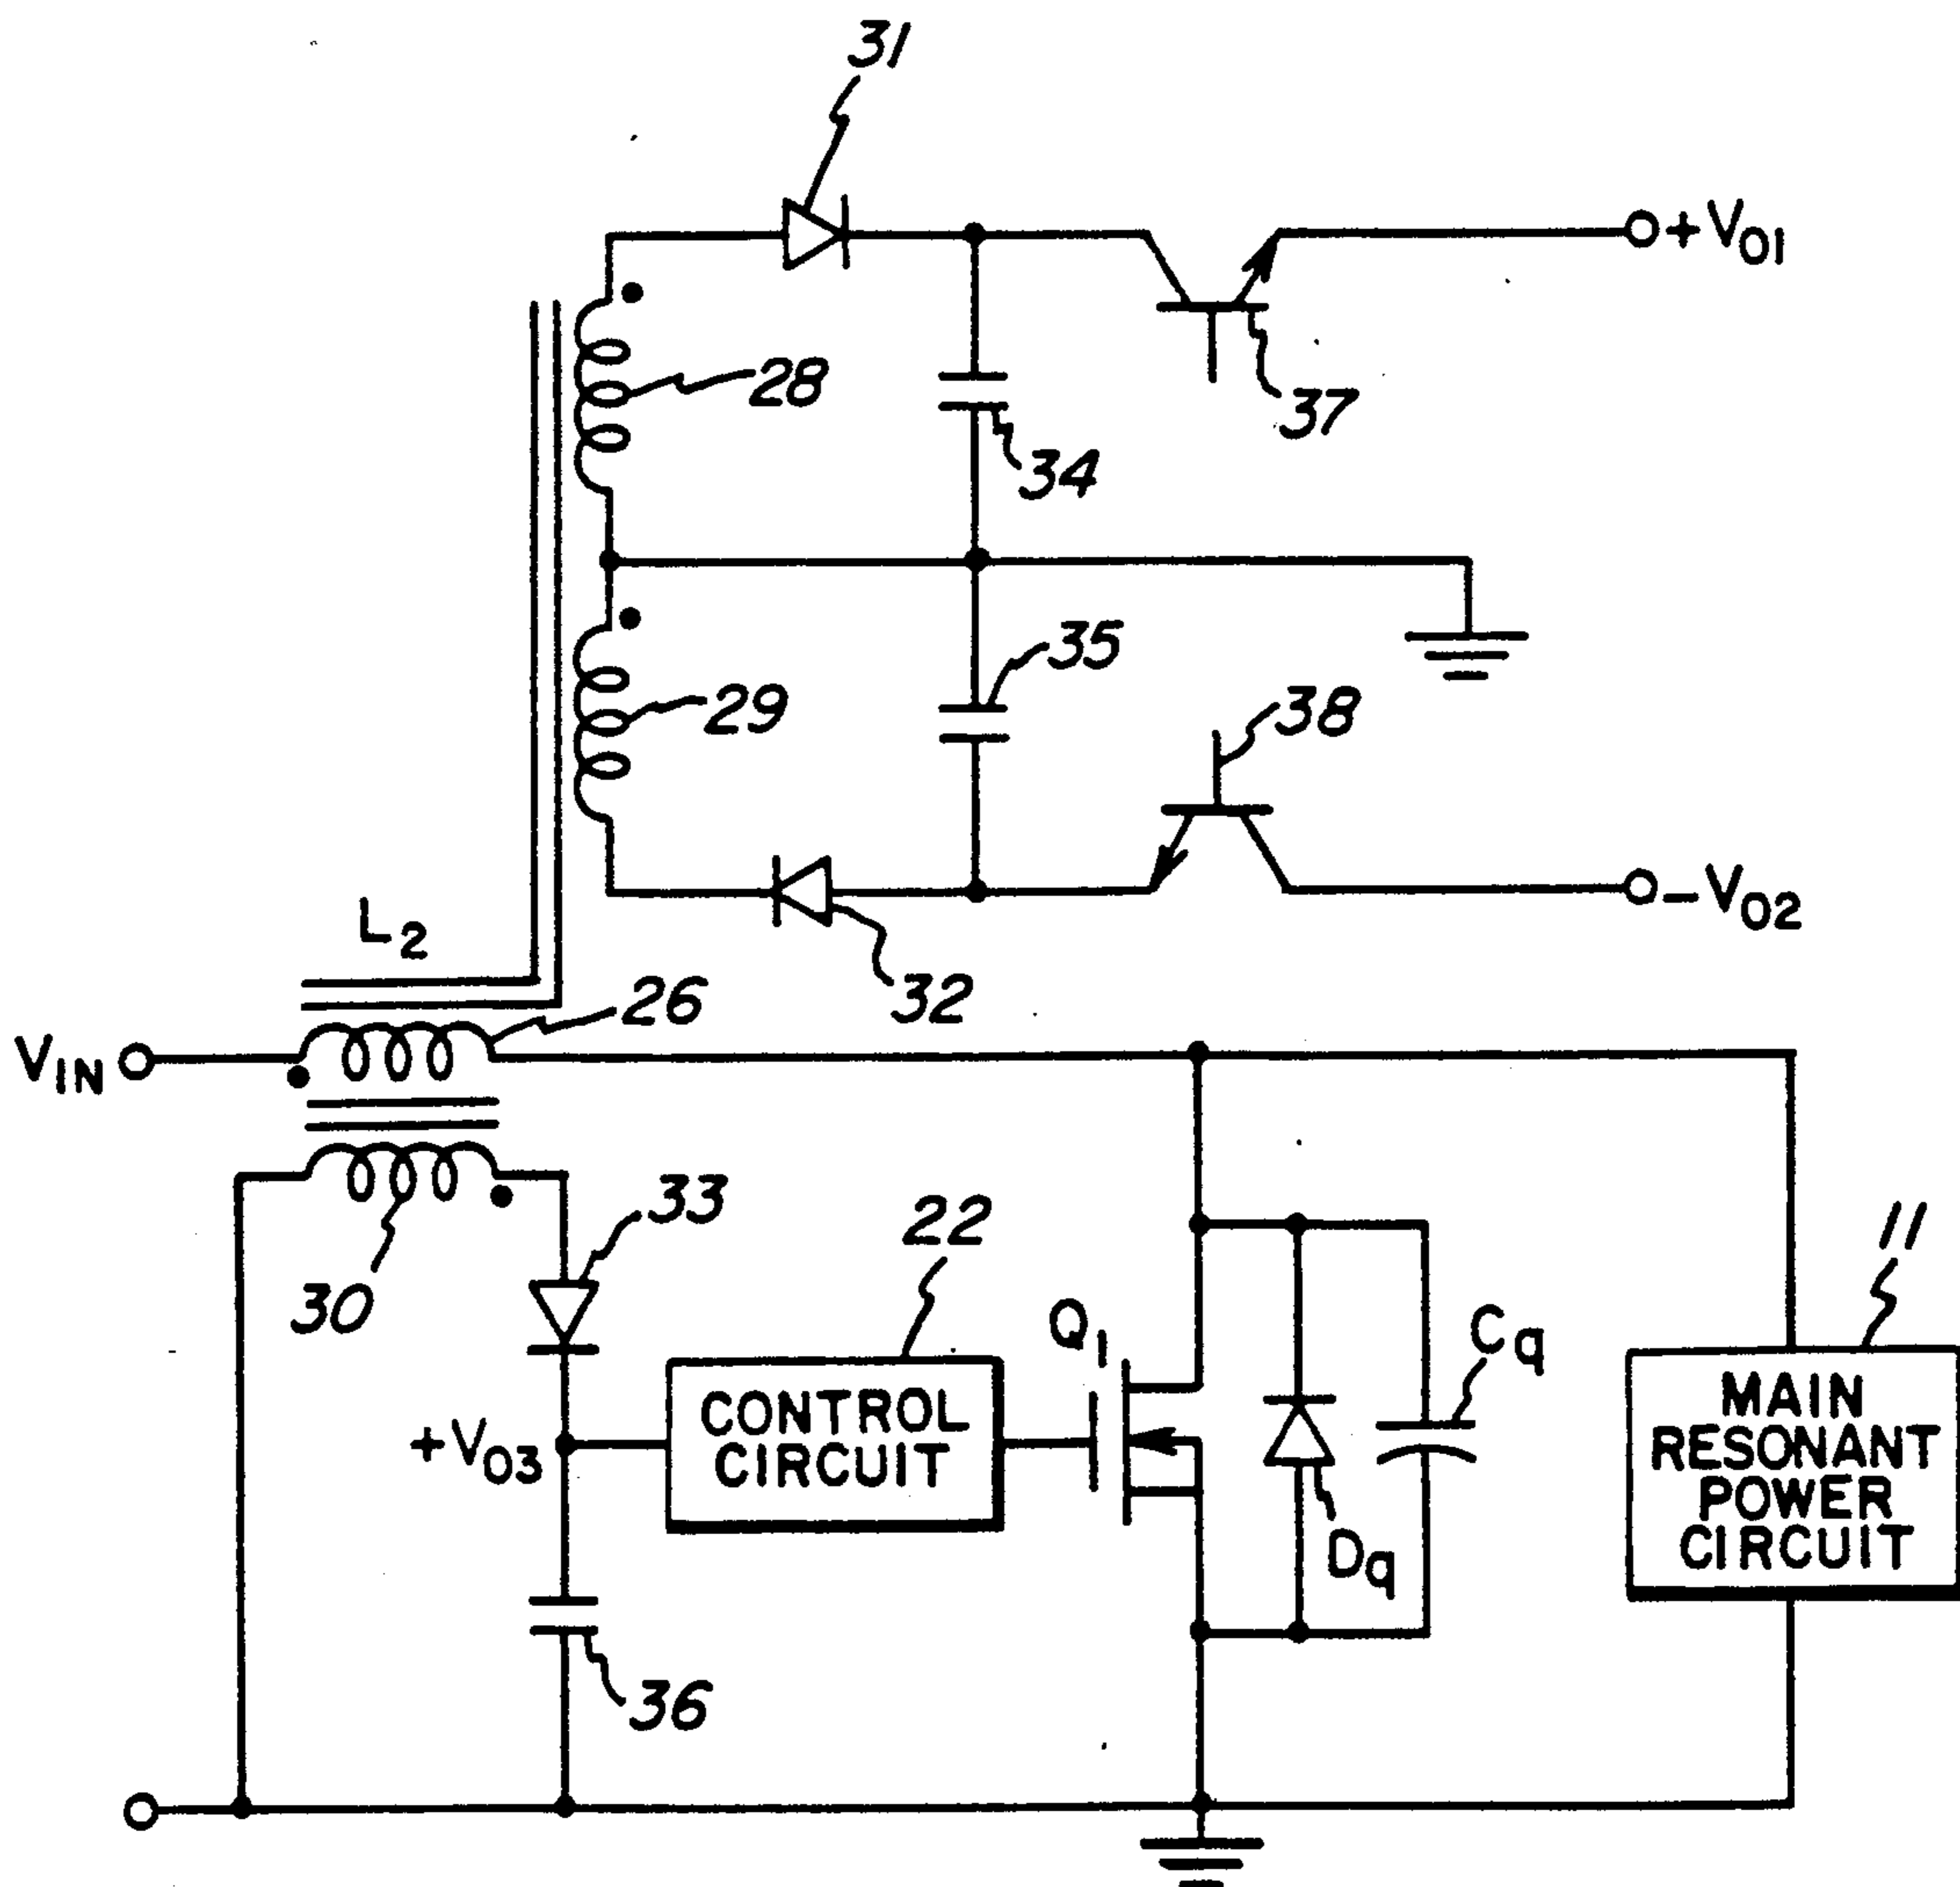 31
+V01
28
37
34
35
29
38
L2
-V02
32
26
VIN
33
22
11
30
Q1
Cq
+V03
CONTROL
CIRCUIT
MAIN
RESONANT
POWER
CIRCUIT
Dq
36